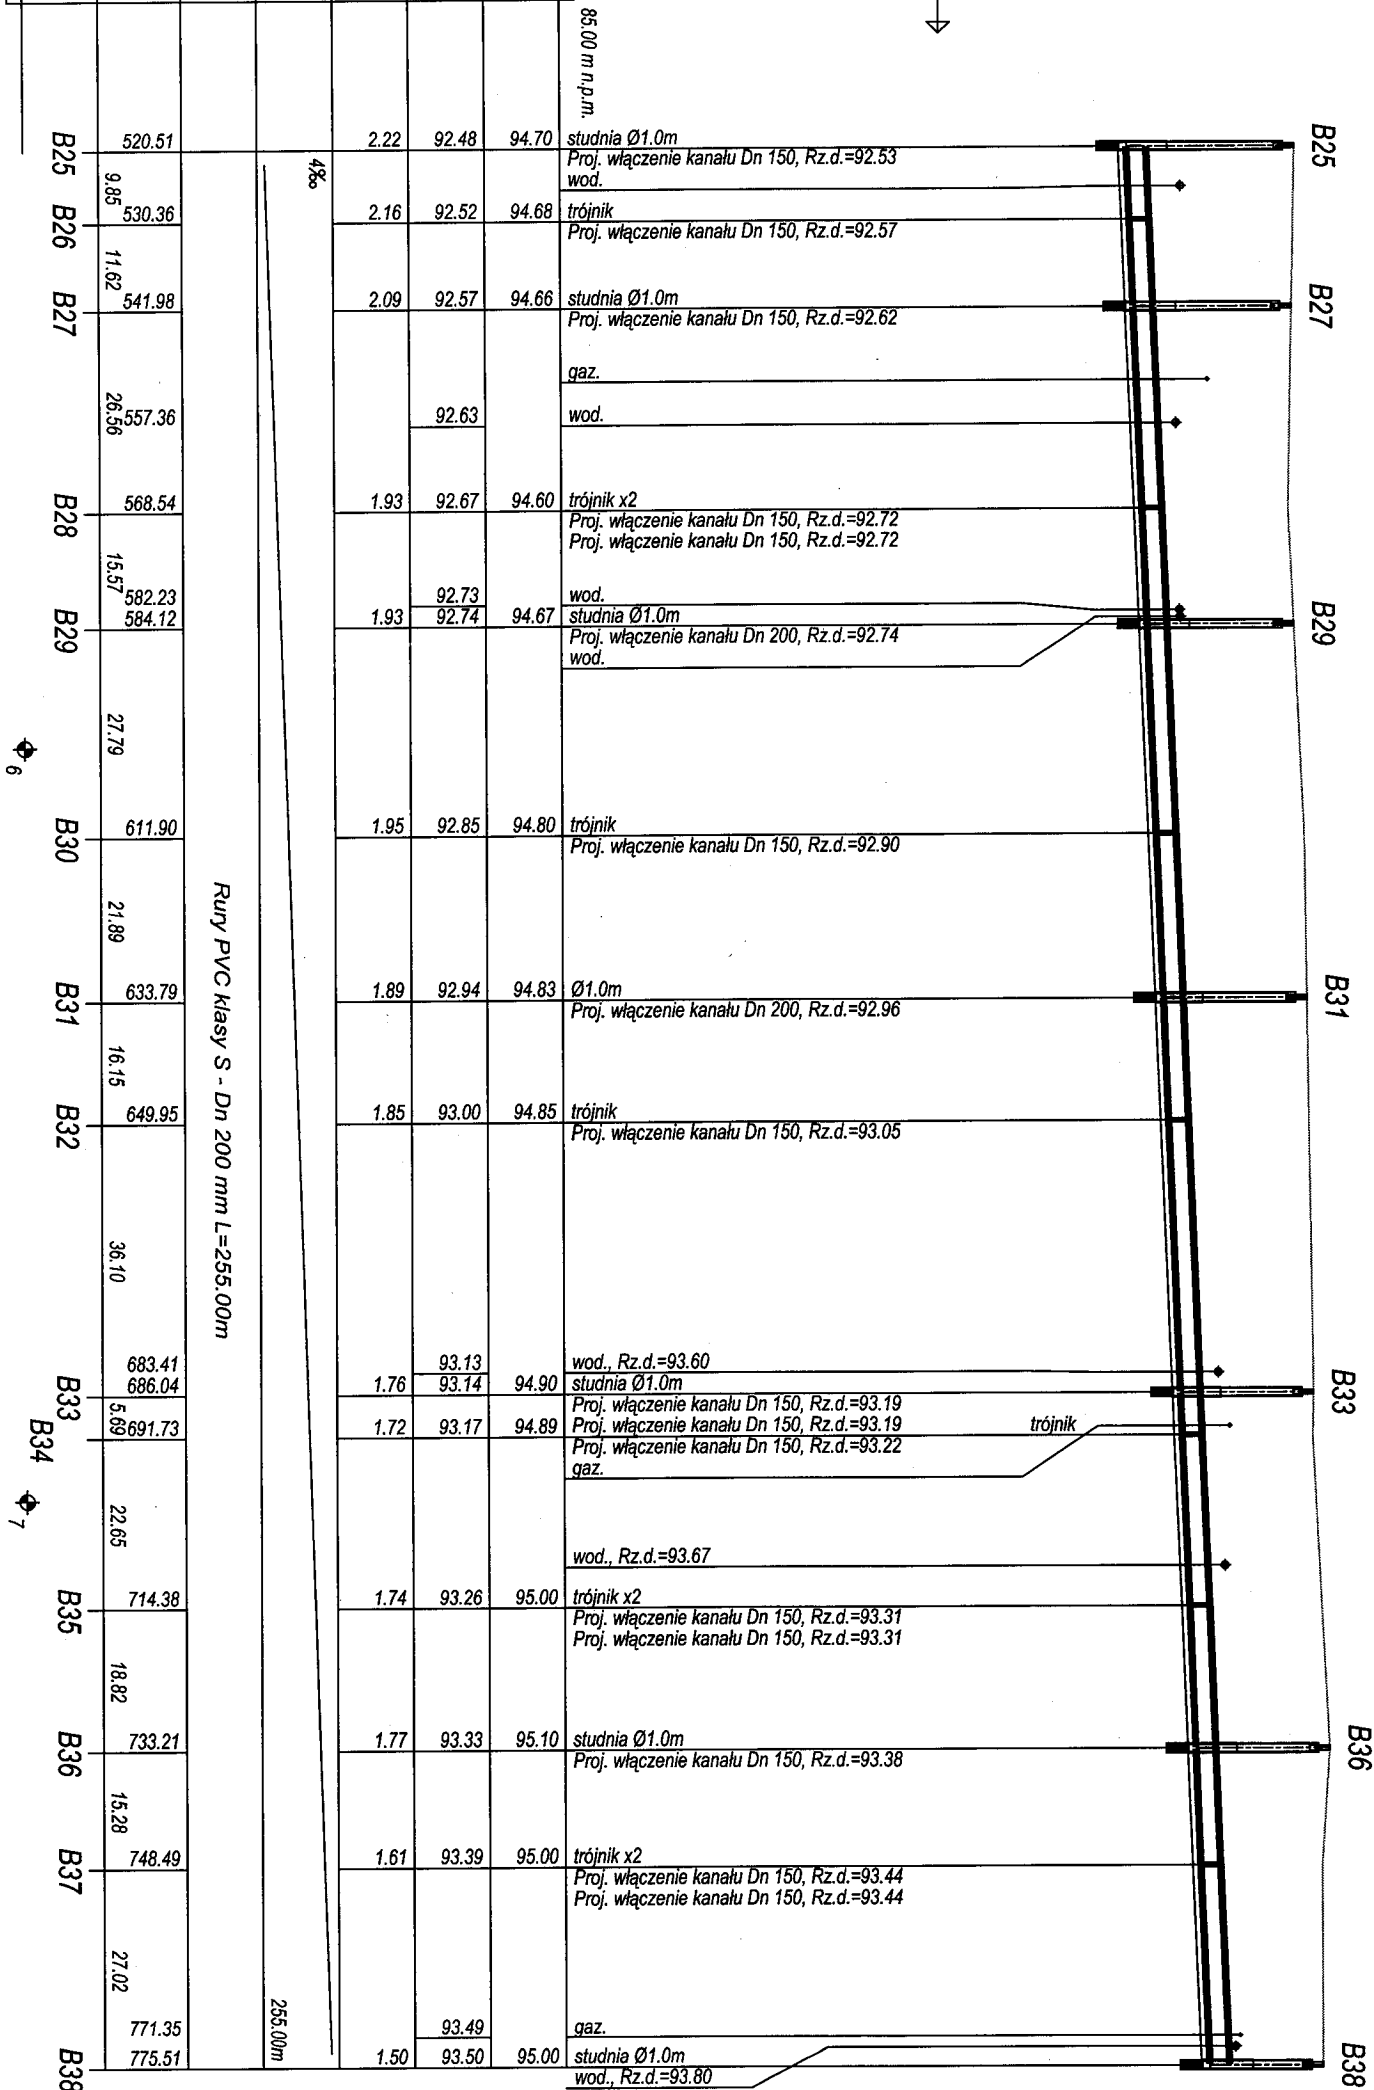 85.00 m n.p.m.
B25
520.51
2.22 92.48 94.70 studnia Ø1.0m
Proj. włączenie kanału Dn 150, Rz.d.=92.53
wod.
B25
4‰
9.85
B26
530.36
2.16 92.52 94.68 trójnik
Proj. włączenie kanału Dn 150, Rz.d.=92.57
11.62
B27
541.98
2.09 92.57 94.66 studnia Ø1.0m
Proj. włączenie kanału Dn 150, Rz.d.=92.62
B27
gaz.
26.56
557.36
92.63 wod.
B28
568.54
1.93 92.67 94.60 trójnik x2
Proj. włączenie kanału Dn 150, Rz.d.=92.72
Proj. włączenie kanału Dn 150, Rz.d.=92.72
15.57
582.23
92.73 wod.
B29
584.12
1.93 92.74 94.67 studnia Ø1.0m
Proj. włączenie kanału Dn 200, Rz.d.=92.74
wod.
B29
27.79
6
B30
611.90
1.95 92.85 94.80 trójnik
Proj. włączenie kanału Dn 150, Rz.d.=92.90
Rury PVC klasy S - Dn 200 mm L=255.00m
21.89
B31
633.79
1.89 92.94 94.83 Ø1.0m
Proj. włączenie kanału Dn 200, Rz.d.=92.96
B31
16.15
B32
649.95
1.85 93.00 94.85 trójnik
Proj. włączenie kanału Dn 150, Rz.d.=93.05
36.10
683.41
93.13 wod., Rz.d.=93.60
B33
686.04
1.76 93.14 94.90 studnia Ø1.0m
Proj. włączenie kanału Dn 150, Rz.d.=93.19
Proj. włączenie kanału Dn 150, Rz.d.=93.19
B33
5.69
B34
691.73
1.72 93.17 94.89
trójnik
Proj. włączenie kanału Dn 150, Rz.d.=93.22
gaz.
7
22.65
wod., Rz.d.=93.67
B35
714.38
1.74 93.26 95.00 trójnik x2
Proj. włączenie kanału Dn 150, Rz.d.=93.31
Proj. włączenie kanału Dn 150, Rz.d.=93.31
18.82
B36
733.21
1.77 93.33 95.10 studnia Ø1.0m
Proj. włączenie kanału Dn 150, Rz.d.=93.38
B36
15.28
B37
748.49
1.61 93.39 95.00 trójnik x2
Proj. włączenie kanału Dn 150, Rz.d.=93.44
Proj. włączenie kanału Dn 150, Rz.d.=93.44
27.02
255.00m
771.35
93.49 gaz.
B38
775.51
1.50 93.50 95.00 studnia Ø1.0m
wod., Rz.d.=93.80
B38